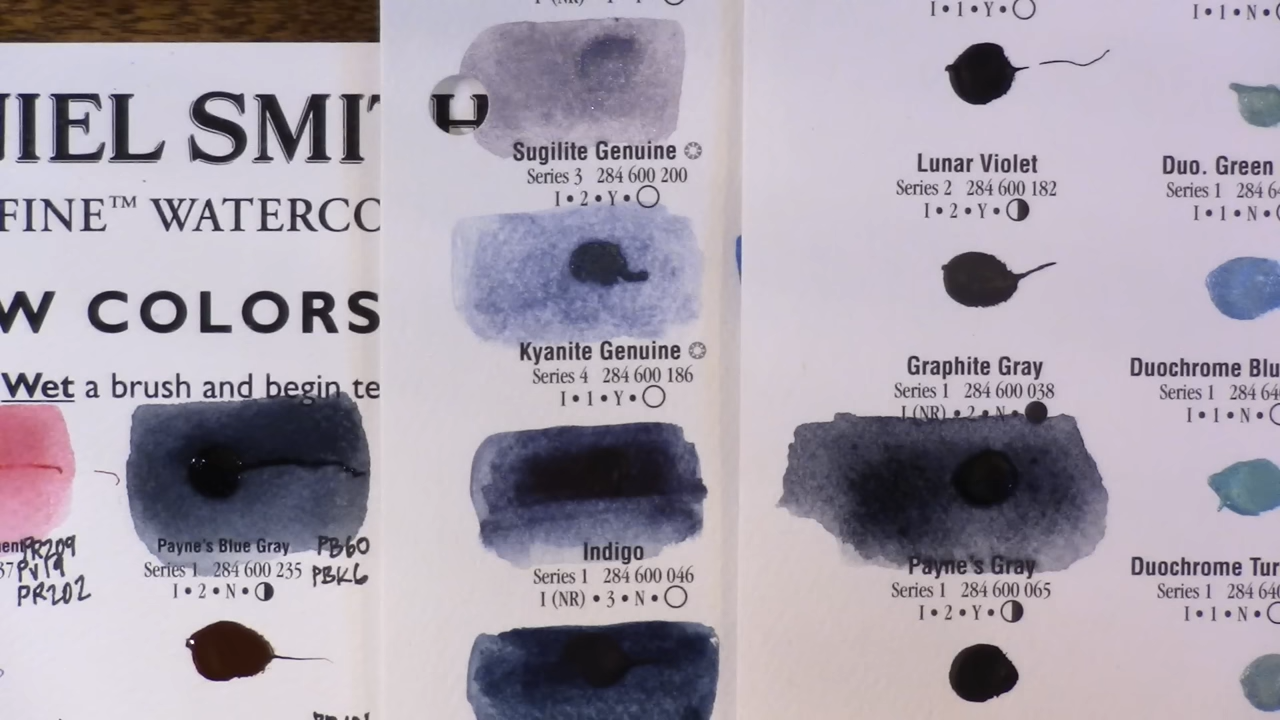 NIEL SMIT
FINE™ WATERCO
W COLORS
Wet a brush and begin te
PR209
PV19
PR202
Payne's Blue Gray
Series 1 284 600 235
I • 2 • N •
PB60
PBK6
H
Sugilite Genuine
Series 3 284 600 200
I • 2 • Y •
Kyanite Genuine
Series 4 284 600 186
I • 1 • Y •
Indigo
Series 1 284 600 046
I (NR) • 3 • N •
I • 1 • Y •
Lunar Violet
Series 2 284 600 182
I • 2 • Y •
Graphite Gray
Series 1 284 600 038
I (NR) • 2 • N •
Payne's Gray
Series 1 284 600 065
I • 2 • Y •
I • 1 • N •
Duo. Green
Series 1 284 64
I • 1 • N •
Duochrome Blu
Series 1 284 640
I • 1 • N •
Duochrome Tur
Series 1 284 640
I • 1 • N •